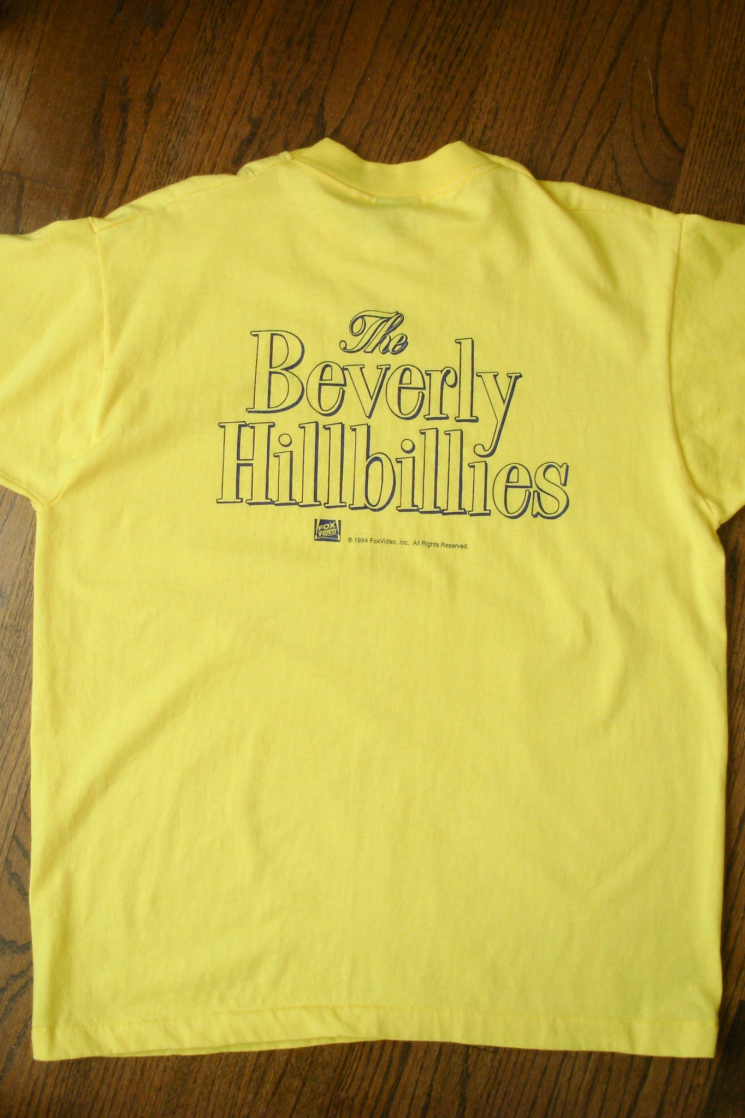 The
Beverly
Hillbillies
FOX
VIDEO
© 1994 FoxVideo, Inc. All Rights Reserved.